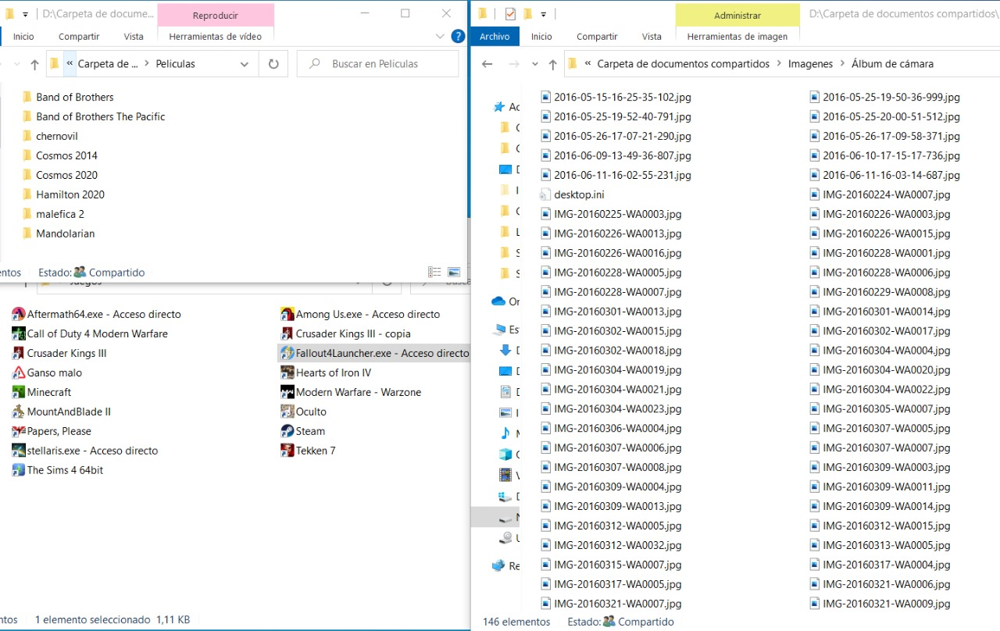 D:\Carpeta de docume...
Reproducir
Inicio
Compartir
Vista
Herramientas de vídeo
?
« Carpeta de ... > Peliculas
Buscar en Peliculas
Band of Brothers
Band of Brothers The Pacific
chernovil
Cosmos 2014
Cosmos 2020
Hamilton 2020
malefica 2
Mandolarian
entos
Estado: Compartido
Juegos
Aftermath64.exe - Acceso directo
Among Us.exe - Acceso directo
Call of Duty 4 Modern Warfare
Crusader Kings III - copia
Crusader Kings III
Fallout4Launcher.exe - Acceso directo
Ganso malo
Hearts of Iron IV
Minecraft
Modern Warfare - Warzone
MountAndBlade II
Oculto
Papers, Please
Steam
stellaris.exe - Acceso directo
Tekken 7
The Sims 4 64bit
ntos
1 elemento seleccionado 1,11 KB
Administrar
D:\Carpeta de documentos compartidos\
Archivo
Inicio
Compartir
Vista
Herramientas de imagen
« Carpeta de documentos compartidos > Imagenes > Álbum de cámara
Ac
Or
Es
Re
2016-05-15-16-25-35-102.jpg
2016-05-25-19-50-36-999.jpg
2016-05-25-19-52-40-791.jpg
2016-05-25-20-00-51-512.jpg
2016-05-26-17-07-21-290.jpg
2016-05-26-17-09-58-371.jpg
2016-06-09-13-49-36-807.jpg
2016-06-10-17-15-17-736.jpg
2016-06-11-16-02-55-231.jpg
2016-06-11-16-03-14-687.jpg
desktop.ini
IMG-20160224-WA0007.jpg
IMG-20160225-WA0003.jpg
IMG-20160226-WA0003.jpg
IMG-20160226-WA0013.jpg
IMG-20160226-WA0015.jpg
IMG-20160226-WA0016.jpg
IMG-20160228-WA0001.jpg
IMG-20160228-WA0005.jpg
IMG-20160228-WA0006.jpg
IMG-20160228-WA0007.jpg
IMG-20160229-WA0008.jpg
IMG-20160301-WA0013.jpg
IMG-20160301-WA0014.jpg
IMG-20160302-WA0015.jpg
IMG-20160302-WA0017.jpg
IMG-20160302-WA0018.jpg
IMG-20160304-WA0018.jpg
IMG-20160304-WA0019.jpg
IMG-20160304-WA0020.jpg
IMG-20160304-WA0021.jpg
IMG-20160304-WA0022.jpg
IMG-20160304-WA0023.jpg
IMG-20160305-WA0007.jpg
IMG-20160306-WA0004.jpg
IMG-20160307-WA0005.jpg
IMG-20160307-WA0006.jpg
IMG-20160307-WA0007.jpg
IMG-20160307-WA0008.jpg
IMG-20160309-WA0003.jpg
IMG-20160309-WA0004.jpg
IMG-20160309-WA0011.jpg
IMG-20160309-WA0013.jpg
IMG-20160309-WA0014.jpg
IMG-20160312-WA0005.jpg
IMG-20160312-WA0015.jpg
IMG-20160312-WA0032.jpg
IMG-20160313-WA0005.jpg
IMG-20160315-WA0007.jpg
IMG-20160317-WA0004.jpg
IMG-20160317-WA0005.jpg
IMG-20160321-WA0006.jpg
IMG-20160321-WA0007.jpg
IMG-20160321-WA0009.jpg
146 elementos
Estado: Compartido